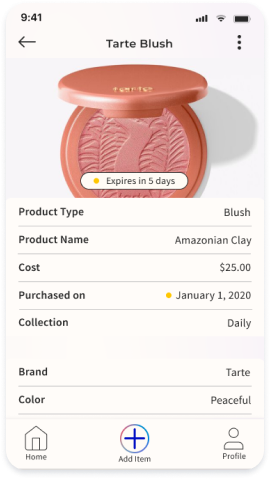 9:41
Tarte Blush
tarte
Expires in 5 days
Product Type Blush
Product Name Amazonian Clay
Cost $25.00
Purchased on January 1, 2020
Collection Daily
Brand Tarte
Color Peaceful
Home Add Item Profile